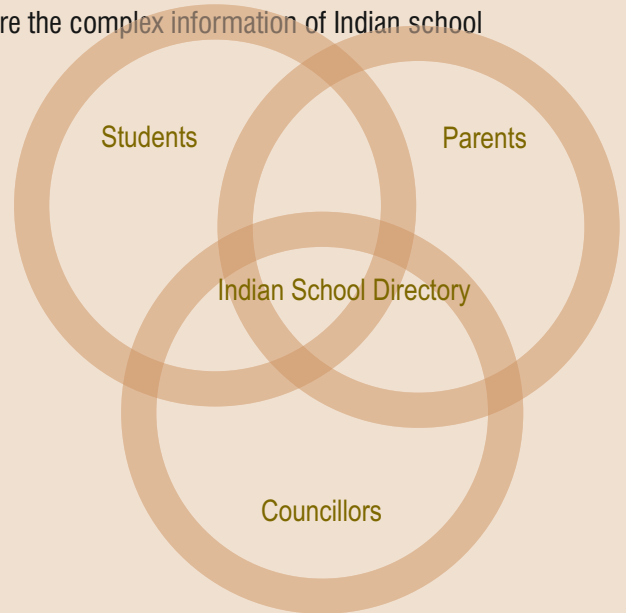 re the complex information of Indian school
Students
Parents
Indian School Directory
Councillors